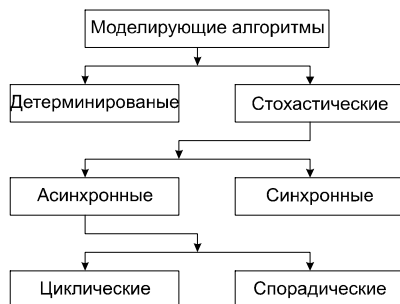 Моделирующие алгоритмы
Детерминированые
Стохастические
Асинхронные
Синхронные
Циклические
Спорадические